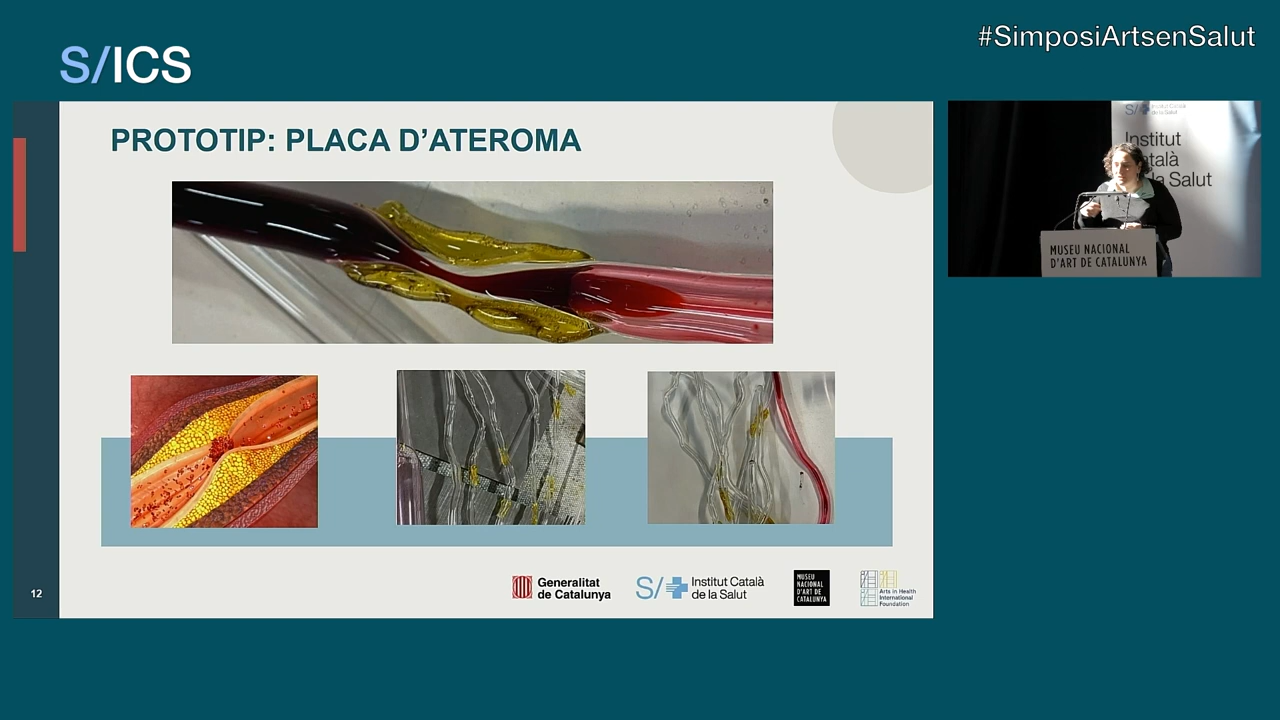 #SimposiArtsenSalut
S/ICS
PROTOTIP: PLACA D'ATEROMA
S/
Institut
Català
la Salut
MUSEU NACIONAL
D'ART DE CATALUNYA
12
Generalitat
de Catalunya
S/
Institut Català
de la Salut
MUSEU
NACIONAL
D'ART DE
CATALUNYA
Arts in Health
International
Foundation